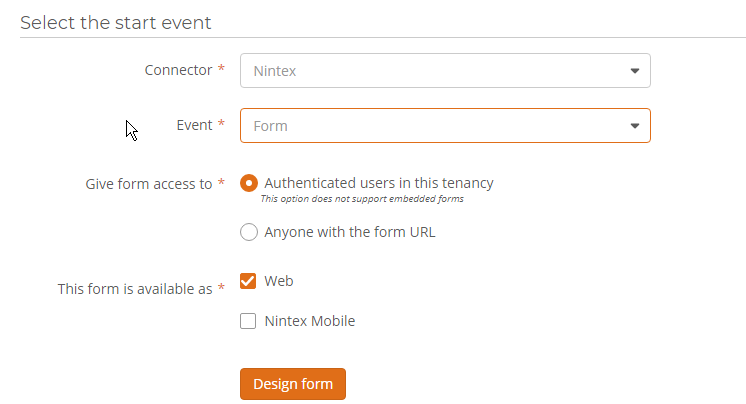 Select the start event
Connector *
Nintex
Event *
Form
Give form access to *
Authenticated users in this tenancy
This option does not support embedded forms
Anyone with the form URL
This form is available as *
Web
Nintex Mobile
Design form